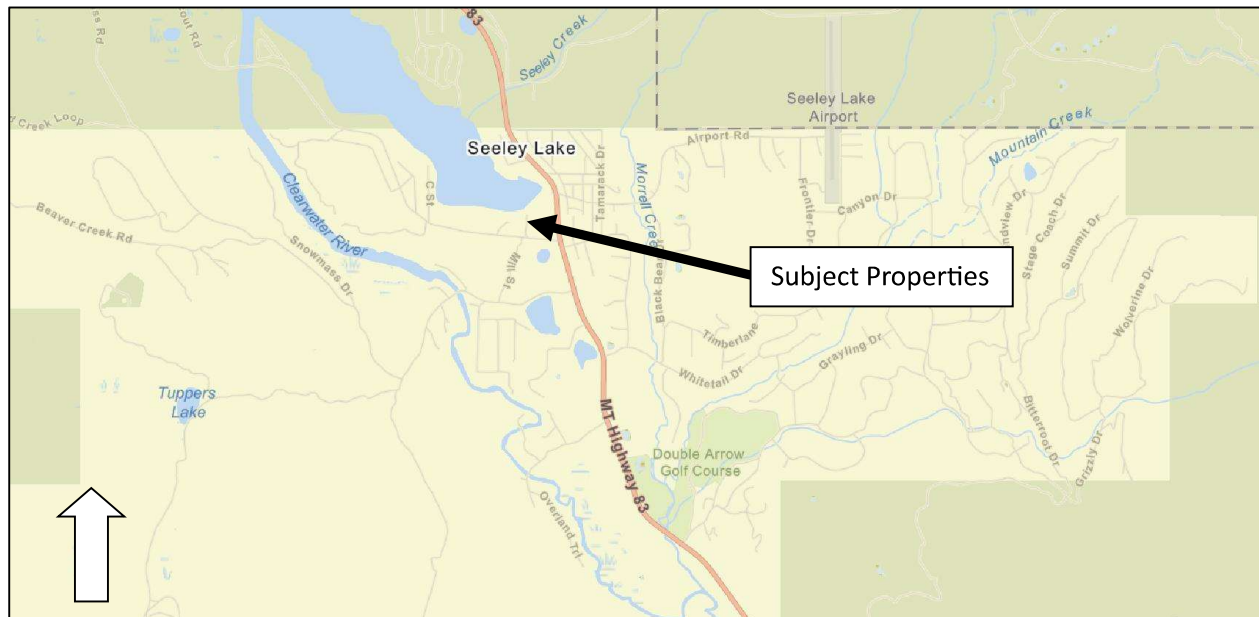 83
Seeley Creek
Seeley Lake
Airport
Creek Loop
Airport Rd
Mountain Creek
Seeley Lake
Tamarack Dr
Morrell Creek
Clearwater River
C St
Frontier Dr
Canyon Dr
Beaver Creek Rd
Snowmass Dr
Mill St
Stage Coach Dr
Summit Dr
Wolverine Dr
Subject Properties
Black Bear
Timberlane
Grayling Dr
Whitetail Dr
Tuppers
Lake
MT Highway 83
Bitterroot Dr
Grizzly Dr
Double Arrow
Golf Course
Overland Trl